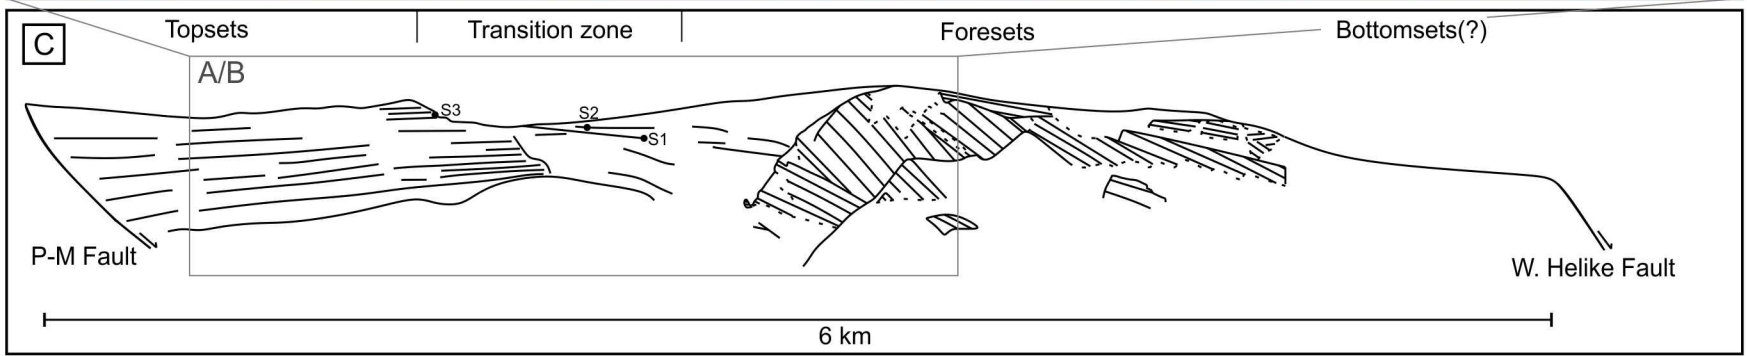 C
Topsets
Transition zone
Foresets
Bottomsets(?)
A/B
S3
S2
S1
P-M Fault
W. Helike Fault
6 km